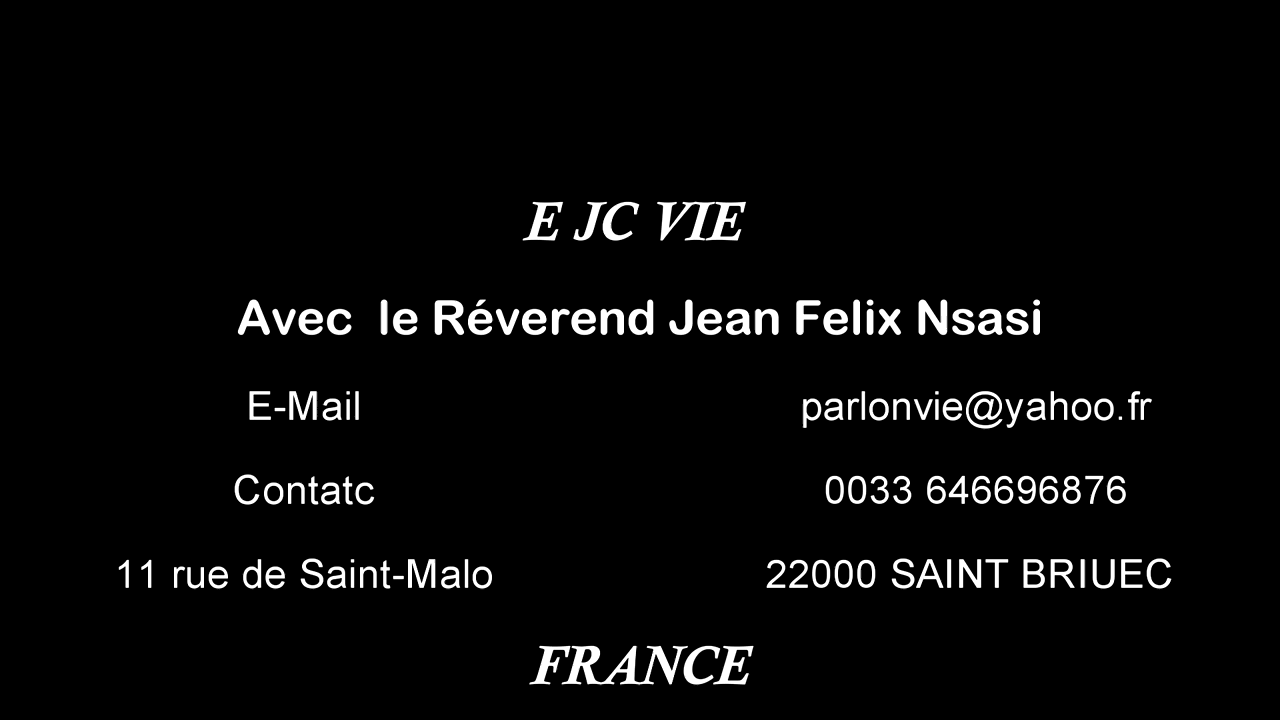 E JC VIE
Avec le Réverend Jean Felix Nsasi
E-Mail parlonvie@yahoo.fr
Contatc 0033 646696876
11 rue de Saint-Malo 22000 SAINT BRIUEC
FRANCE